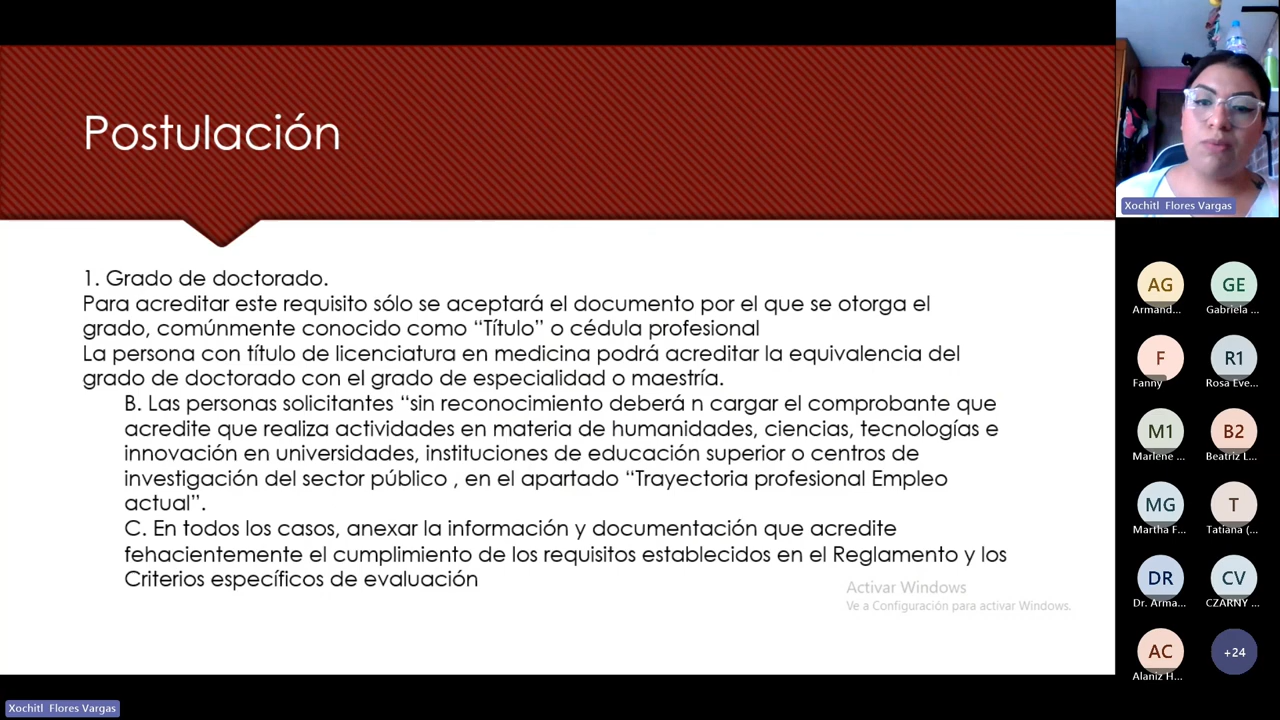 Postulación
1. Grado de doctorado.
Para acreditar este requisito sólo se aceptará el documento por el que se otorga el
grado, comúnmente conocido como “Título” o cédula profesional
La persona con título de licenciatura en medicina podrá acreditar la equivalencia del
grado de doctorado con el grado de especialidad o maestría.
B. Las personas solicitantes “sin reconocimiento deberá n cargar el comprobante que
acredite que realiza actividades en materia de humanidades, ciencias, tecnologías e
innovación en universidades, instituciones de educación superior o centros de
investigación del sector público , en el apartado “Trayectoria profesional Empleo
actual”.
C. En todos los casos, anexar la información y documentación que acredite
fehacientemente el cumplimiento de los requisitos establecidos en el Reglamento y los
Criterios específicos de evaluación
Activar Windows
Ve a Configuración para activar Windows.
Xochitl Flores Vargas
AG GE
Armand... Gabriela ...
F R1
Fanny Rosa Eve...
M1 B2
Marlene ... Beatriz L...
MG T
Martha F... Tatiana (...
DR CV
Dr. Arma... CZARNY ...
AC +24
Alaniz H...
Xochitl Flores Vargas